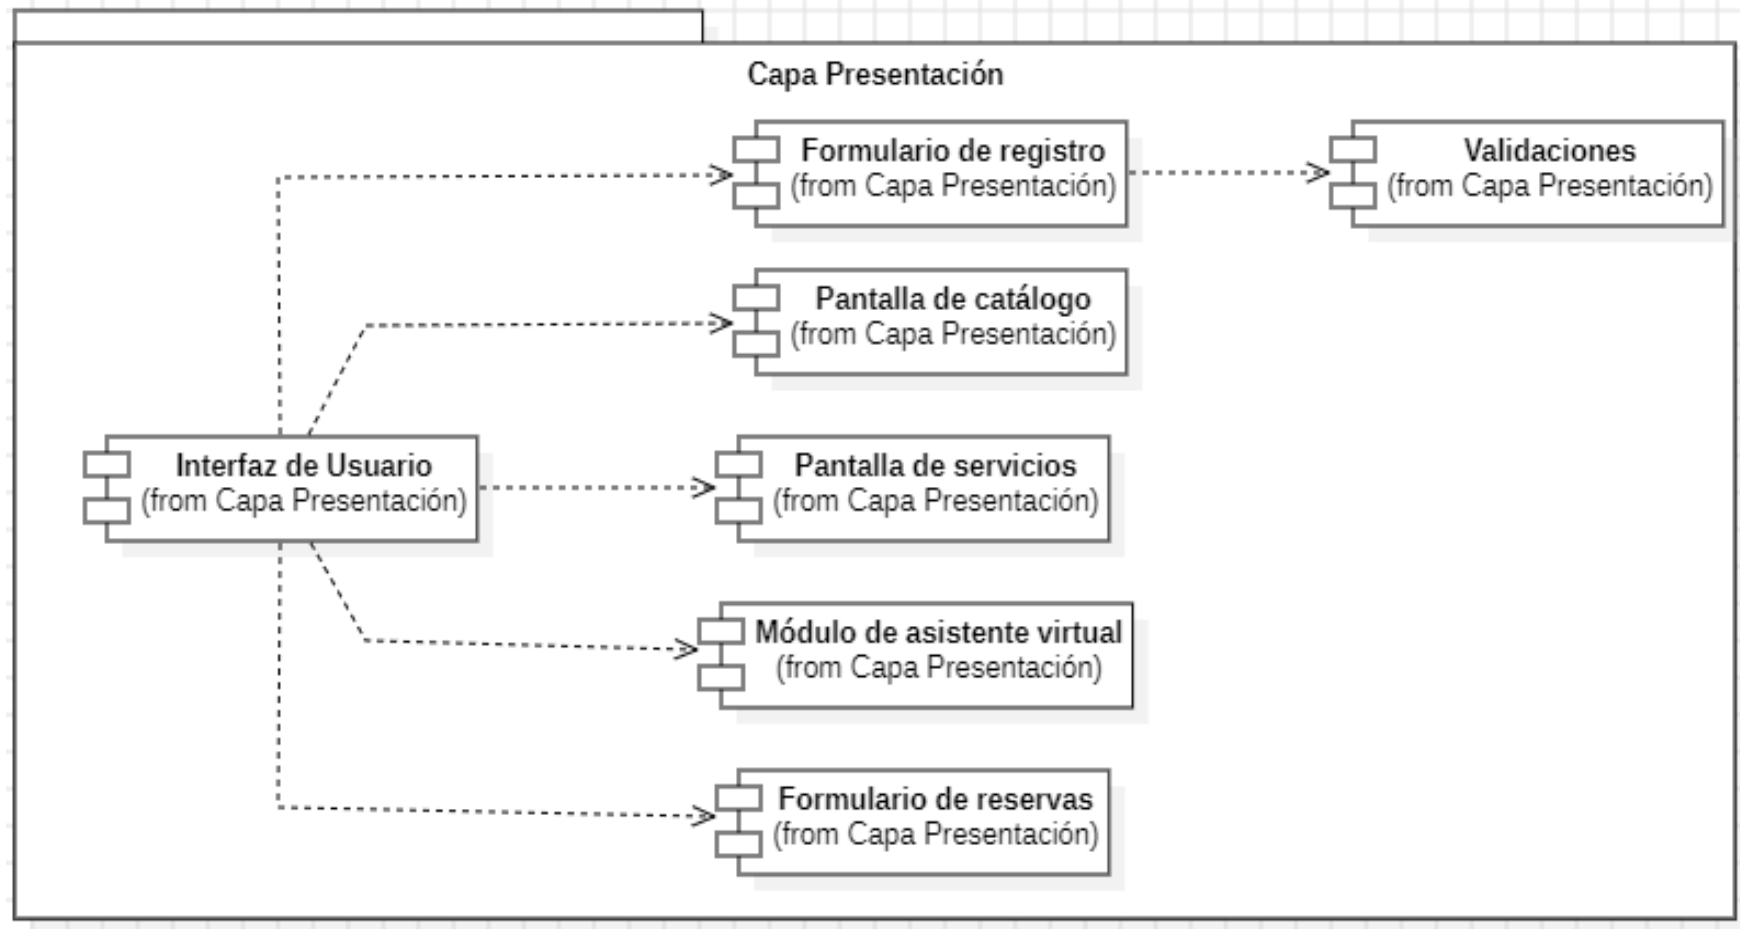 Capa Presentación
Formulario de registro
(from Capa Presentación)
Validaciones
(from Capa Presentación)
Pantalla de catálogo
(from Capa Presentación)
Interfaz de Usuario
(from Capa Presentación)
Pantalla de servicios
(from Capa Presentación)
Módulo de asistente virtual
(from Capa Presentación)
Formulario de reservas
(from Capa Presentación)